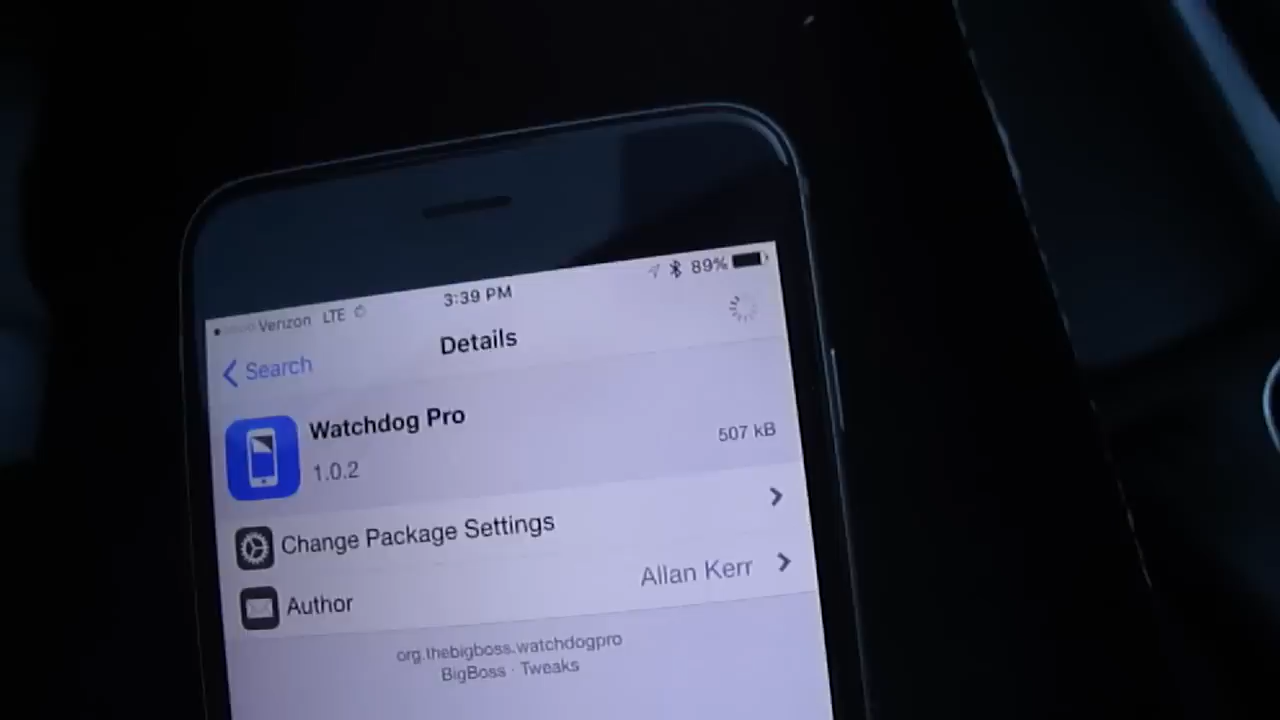 Verizon LTE 3:39 PM 89%
Search Details
Watchdog Pro
1.0.2 507 kB
Change Package Settings
Author Allan Kerr
org.thebigboss.watchdogpro
BigBoss · Tweaks